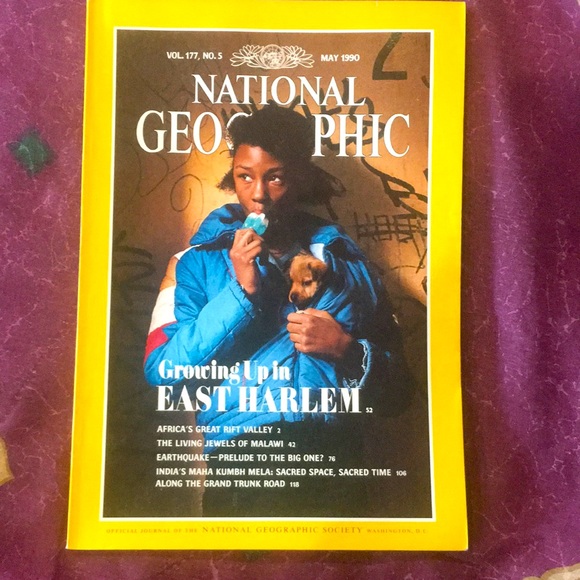 VOL. 177, NO. 5 MAY 1990
NATIONAL
GEOGRAPHIC
Growing Up in
EAST HARLEM 52
AFRICA'S GREAT RIFT VALLEY 2
THE LIVING JEWELS OF MALAWI 42
EARTHQUAKE—PRELUDE TO THE BIG ONE? 76
INDIA'S MAHA KUMBH MELA: SACRED SPACE, SACRED TIME 106
ALONG THE GRAND TRUNK ROAD 118
OFFICIAL JOURNAL OF THE NATIONAL GEOGRAPHIC SOCIETY WASHINGTON, D.C.